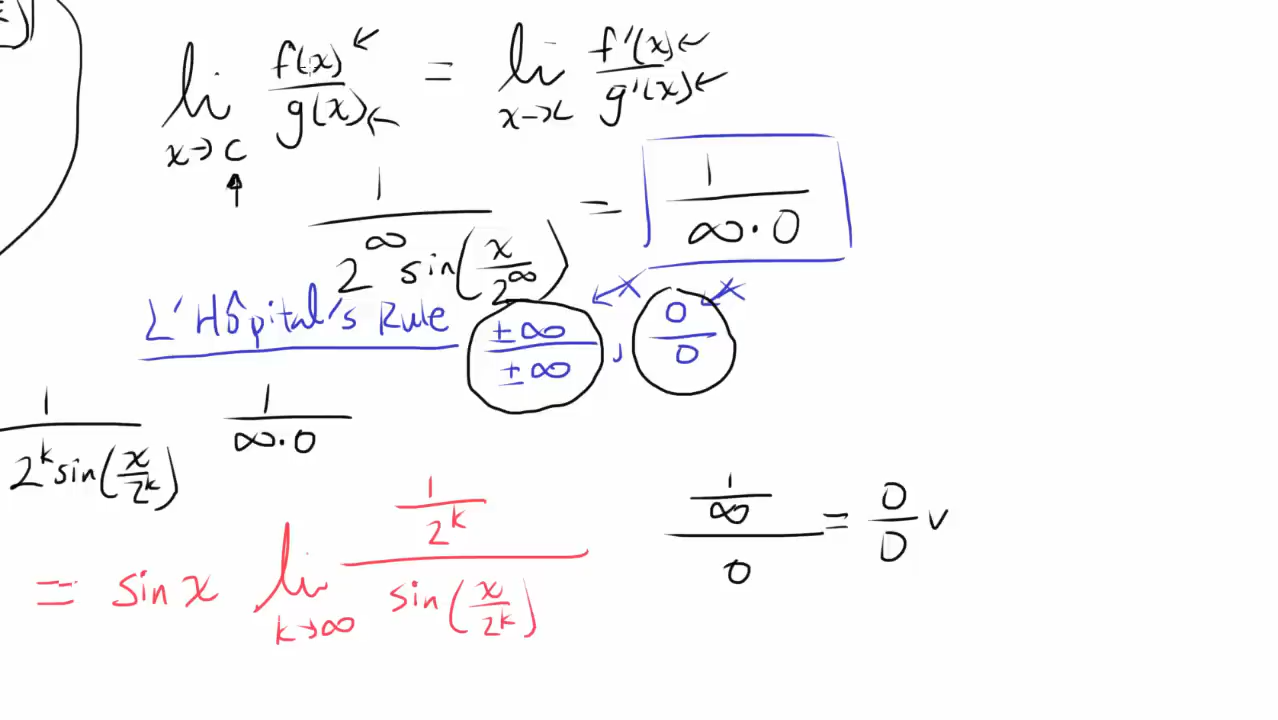 lim x→c f(x)/g(x) = lim x→c f'(x)/g'(x)
1/(2^∞ sin(x/2^∞)) = 1/(∞·0)
L'Hôpital's Rule ±∞/±∞, 0/0
1/(2^k sin(x/2^k)) 1/(∞·0)
= sin x lim k→∞ (1/2^k)/(sin(x/2^k))
(1/∞)/0 = 0/0 ✓